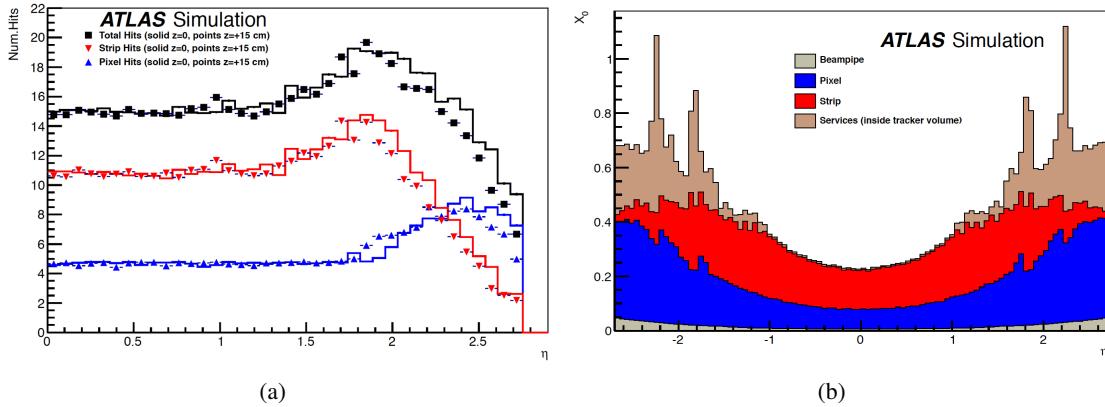 ATLAS Simulation
Total Hits (solid z=0, points z=+15 cm)
Strip Hits (solid z=0, points z=+15 cm)
Pixel Hits (solid z=0, points z=+15 cm)
Num.Hits
22
20
18
16
14
12
10
8
6
4
2
0
0 0.5 1 1.5 2 2.5
η
(a)
X₀
ATLAS Simulation
Beampipe
Pixel
Strip
Services (inside tracker volume)
1
0.8
0.6
0.4
0.2
0
-2 -1 0 1 2
η
(b)